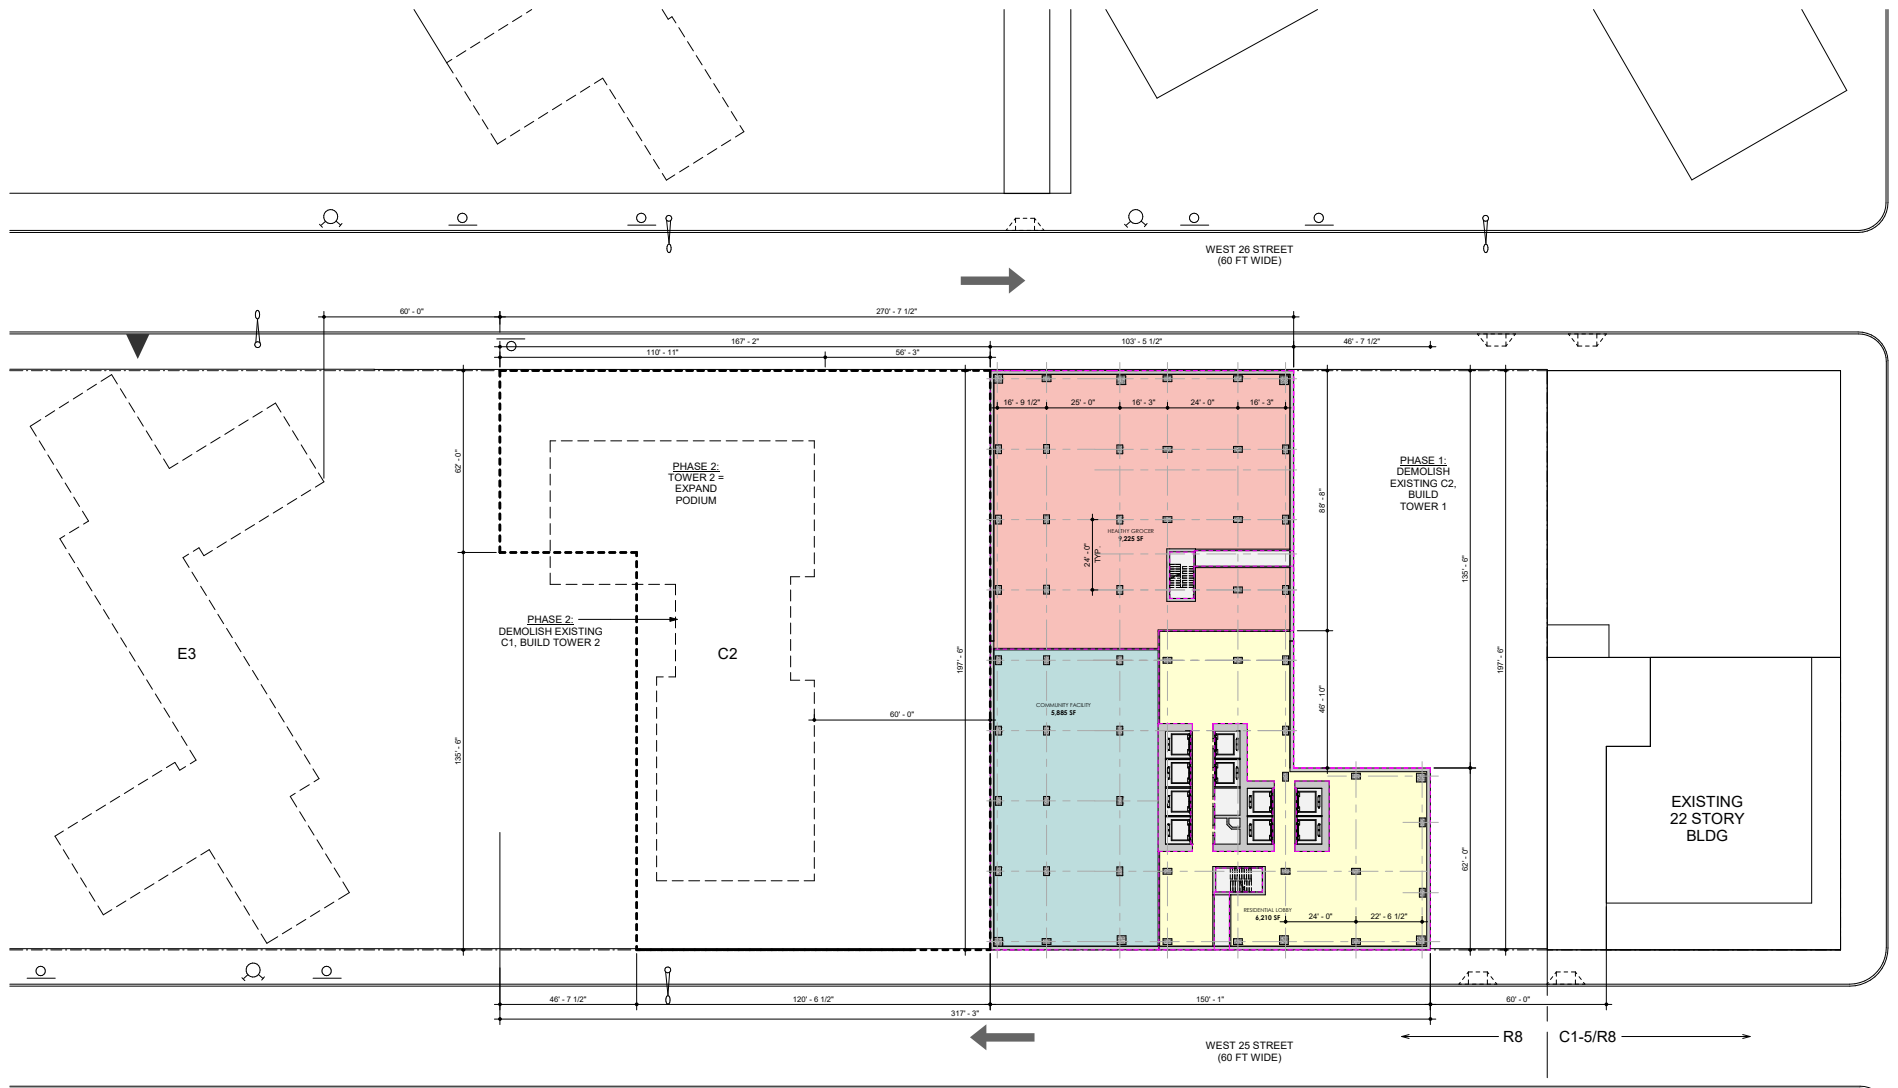 WEST 26 STREET
(60 FT WIDE)
60' - 0"
270' - 7 1/2"
167' - 2"
103' - 5 1/2"
46' - 7 1/2"
110' - 11"
56' - 3"
16' - 9 1/2"
25' - 0"
16' - 3"
24' - 0"
16' - 3"
62' - 0"
PHASE 2:
TOWER 2 =
EXPAND
PODIUM
PHASE 1:
DEMOLISH
EXISTING C2,
BUILD
TOWER 1
88' - 8"
HEALTHY GROCER
9,225 SF
24' - 0"
TYP.
135' - 6"
PHASE 2:
DEMOLISH EXISTING
C1, BUILD TOWER 2
E3
C2
197' - 6"
197' - 6"
46' - 10"
COMMUNITY FACILITY
5,885 SF
60' - 0"
135' - 6"
EXISTING
22 STORY
BLDG
62' - 0"
RESIDENTIAL LOBBY
6,210 SF
24' - 0"
22' - 6 1/2"
46' - 7 1/2"
120' - 6 1/2"
150' - 1"
60' - 0"
317' - 3"
WEST 25 STREET
(60 FT WIDE)
R8
C1-5/R8